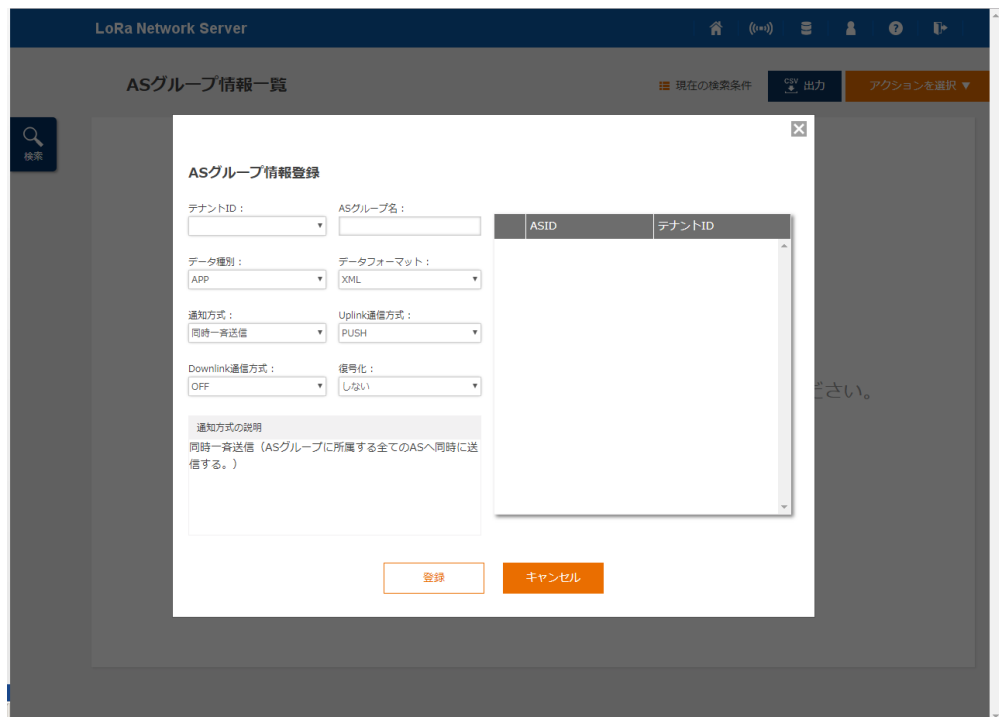 LoRa Network Server
ASグループ情報一覧
現在の検索条件
CSV 出力
アクションを選択 ▼
検索
ASグループ情報登録
テナントID： ASグループ名：
ASID テナントID
データ種別： データフォーマット：
APP XML
通知方式： Uplink通信方式：
同時一斉送信 PUSH
Downlink通信方式： 復号化：
OFF しない
ださい。
通知方式の説明
同時一斉送信（ASグループに所属する全てのASへ同時に送
信する。）
登録 キャンセル